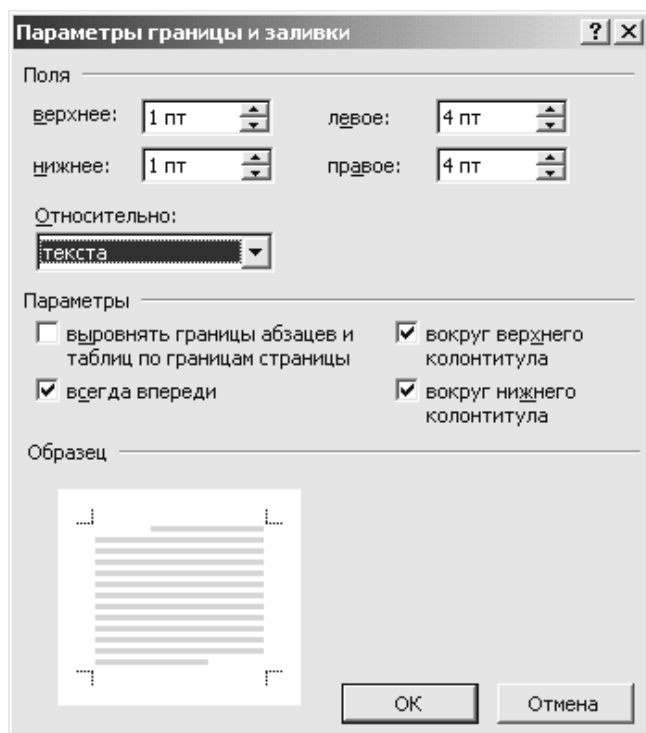 Параметры границы и заливки
Поля
верхнее: 1 пт левое: 4 пт
нижнее: 1 пт правое: 4 пт
Относительно:
текста
Параметры
выровнять границы абзацев и
таблиц по границам страницы
вокруг верхнего
колонтитула
всегда впереди
вокруг нижнего
колонтитула
Образец
ОК Отмена